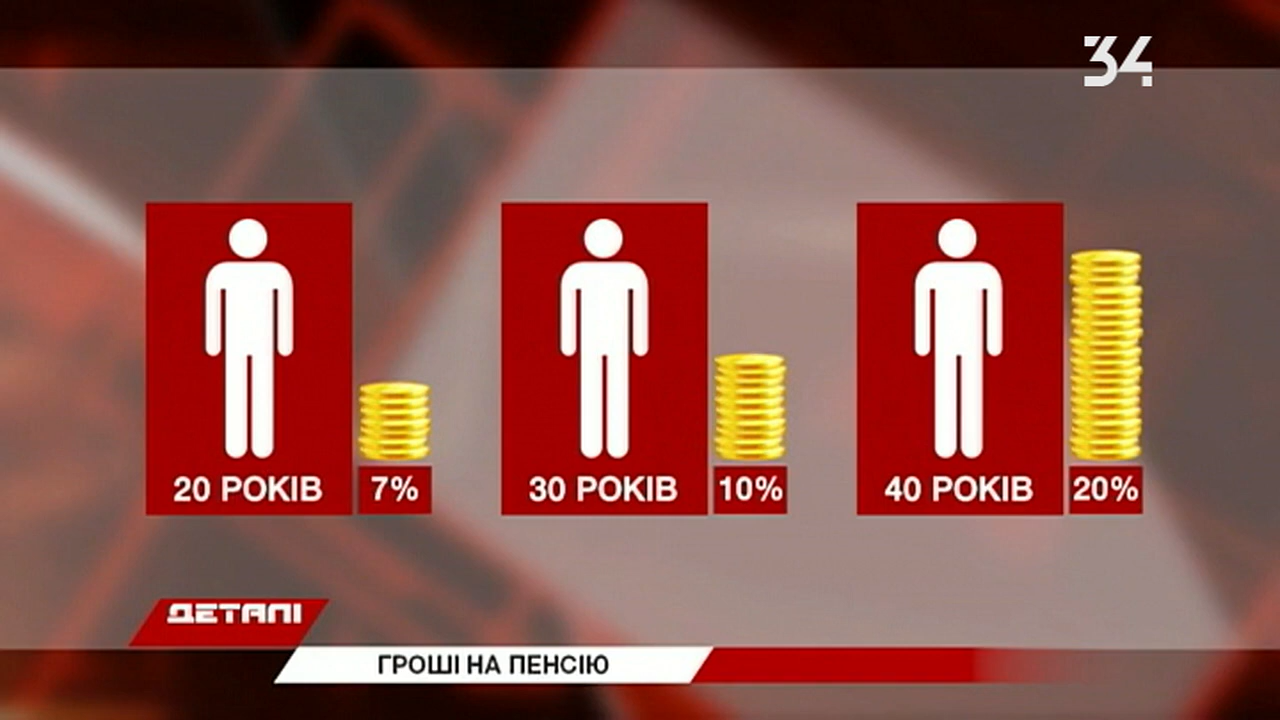 34
20 РОКІВ
7%
30 РОКІВ
10%
40 РОКІВ
20%
ДЕТАЛІ
ГРОШІ НА ПЕНСІЮ